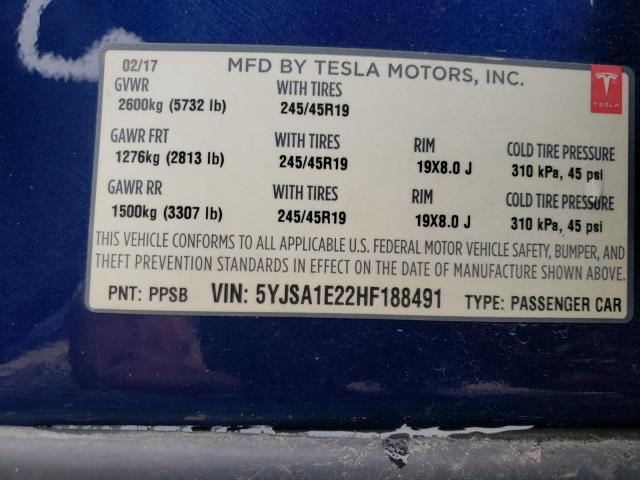 02/17 MFD BY TESLA MOTORS, INC.
TESLA
GVWR WITH TIRES
2600kg (5732 lb) 245/45R19
GAWR FRT WITH TIRES RIM COLD TIRE PRESSURE
1276kg (2813 lb) 245/45R19 19X8.0 J 310 kPa, 45 psi
GAWR RR WITH TIRES RIM COLD TIRE PRESSURE
1500kg (3307 lb) 245/45R19 19X8.0 J 310 kPa, 45 psi
THIS VEHICLE CONFORMS TO ALL APPLICABLE U.S. FEDERAL MOTOR VEHICLE SAFETY, BUMPER, AND
THEFT PREVENTION STANDARDS IN EFFECT ON THE DATE OF MANUFACTURE SHOWN ABOVE.
PNT: PPSB VIN: 5YJSA1E22HF188491 TYPE: PASSENGER CAR